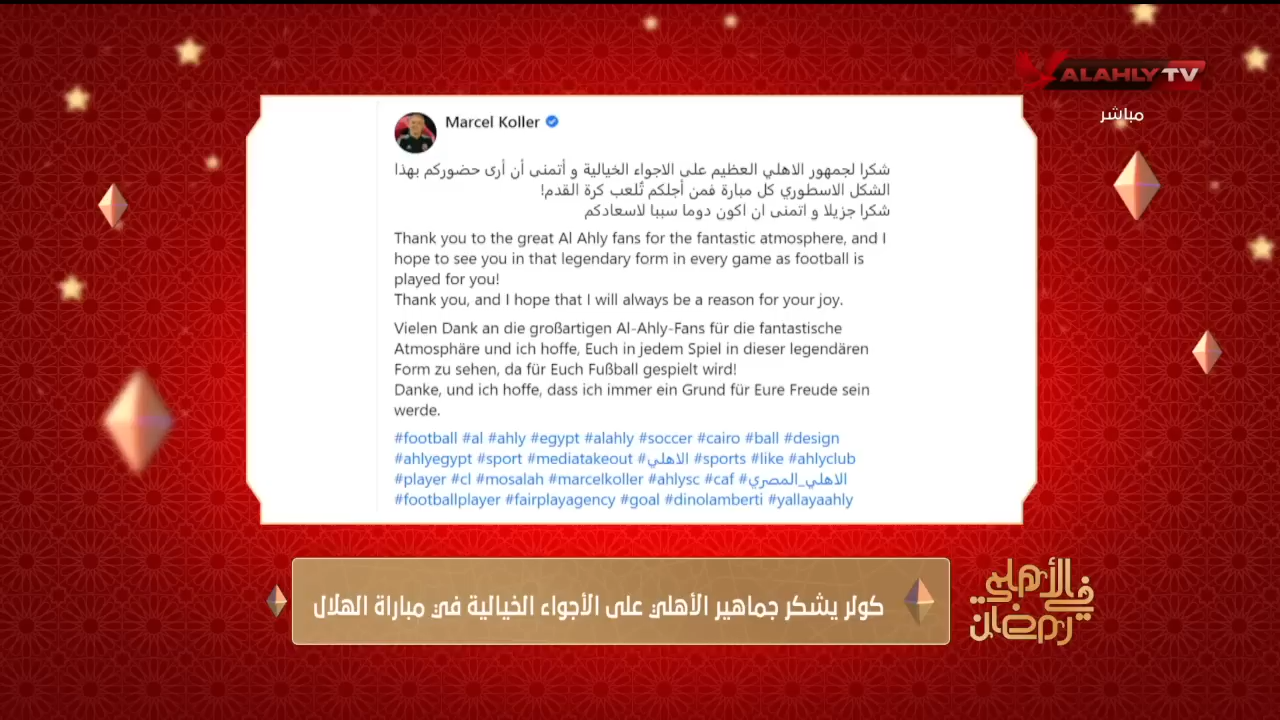 ALAHLY TV
مباشر
Marcel Koller
شكرا لجمهور الاهلي العظيم على الاجواء الخيالية و أتمنى أن أرى حضوركم بهذا
الشكل الاسطوري كل مبارة فمن أجلكم تُلعب كرة القدم!
شكرا جزيلا و اتمنى ان اكون دوما سببا لاسعادكم
Thank you to the great Al Ahly fans for the fantastic atmosphere, and I
hope to see you in that legendary form in every game as football is
played for you!
Thank you, and I hope that I will always be a reason for your joy.
Vielen Dank an die großartigen Al-Ahly-Fans für die fantastische
Atmosphäre und ich hoffe, Euch in jedem Spiel in dieser legendären
Form zu sehen, da für Euch Fußball gespielt wird!
Danke, und ich hoffe, dass ich immer ein Grund für Eure Freude sein
werde.
#football #al #ahly #egypt #alahly #soccer #cairo #ball #design
#ahlyegypt #sport #mediatakeout #الاهلي #sports #like #ahlyclub
#player #cl #mosalah #marcelkoller #ahlysc #caf #الاهلي_المصري
#footballplayer #fairplayagency #goal #dinolamberti #yallayaahly
كولر يشكر جماهير الأهلي على الأجواء الخيالية في مباراة الهلال
الأهلي
في
رمضان